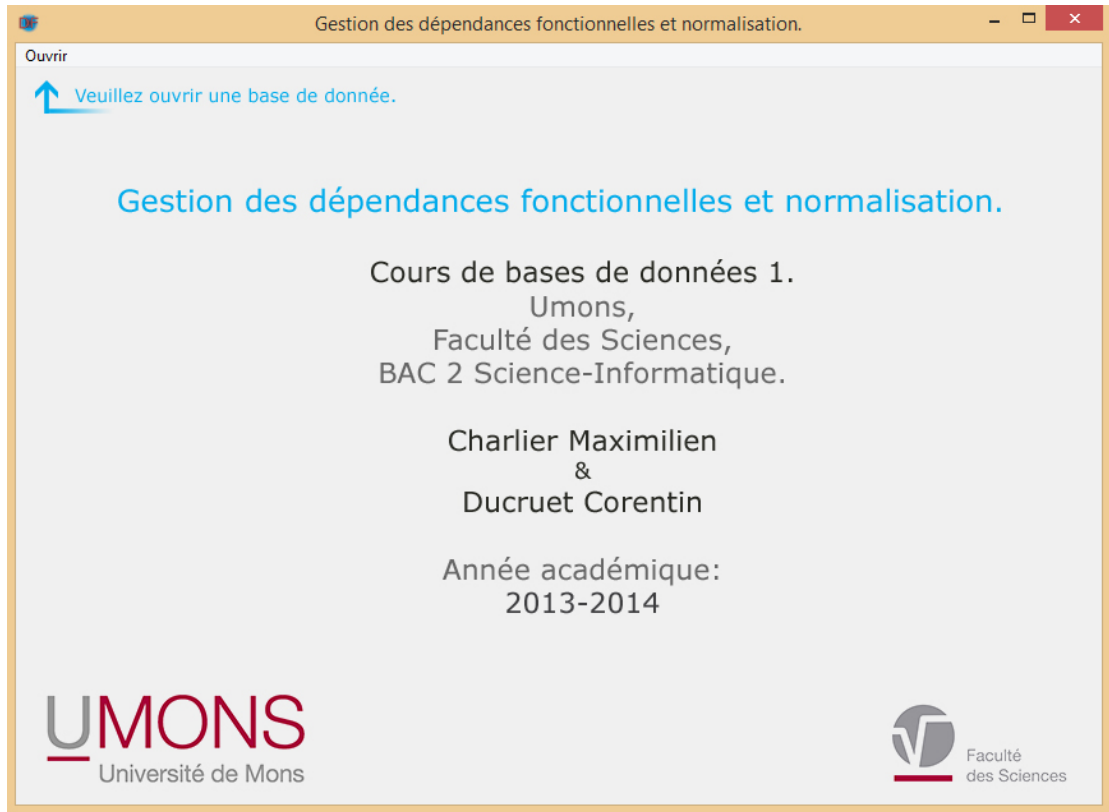 Gestion des dépendances fonctionnelles et normalisation.
Ouvrir
Veuillez ouvrir une base de donnée.
Gestion des dépendances fonctionnelles et normalisation.
Cours de bases de données 1.
Umons,
Faculté des Sciences,
BAC 2 Science-Informatique.
Charlier Maximilien
&
Ducruet Corentin
Année académique:
2013-2014
UMONS
Université de Mons
Faculté
des Sciences